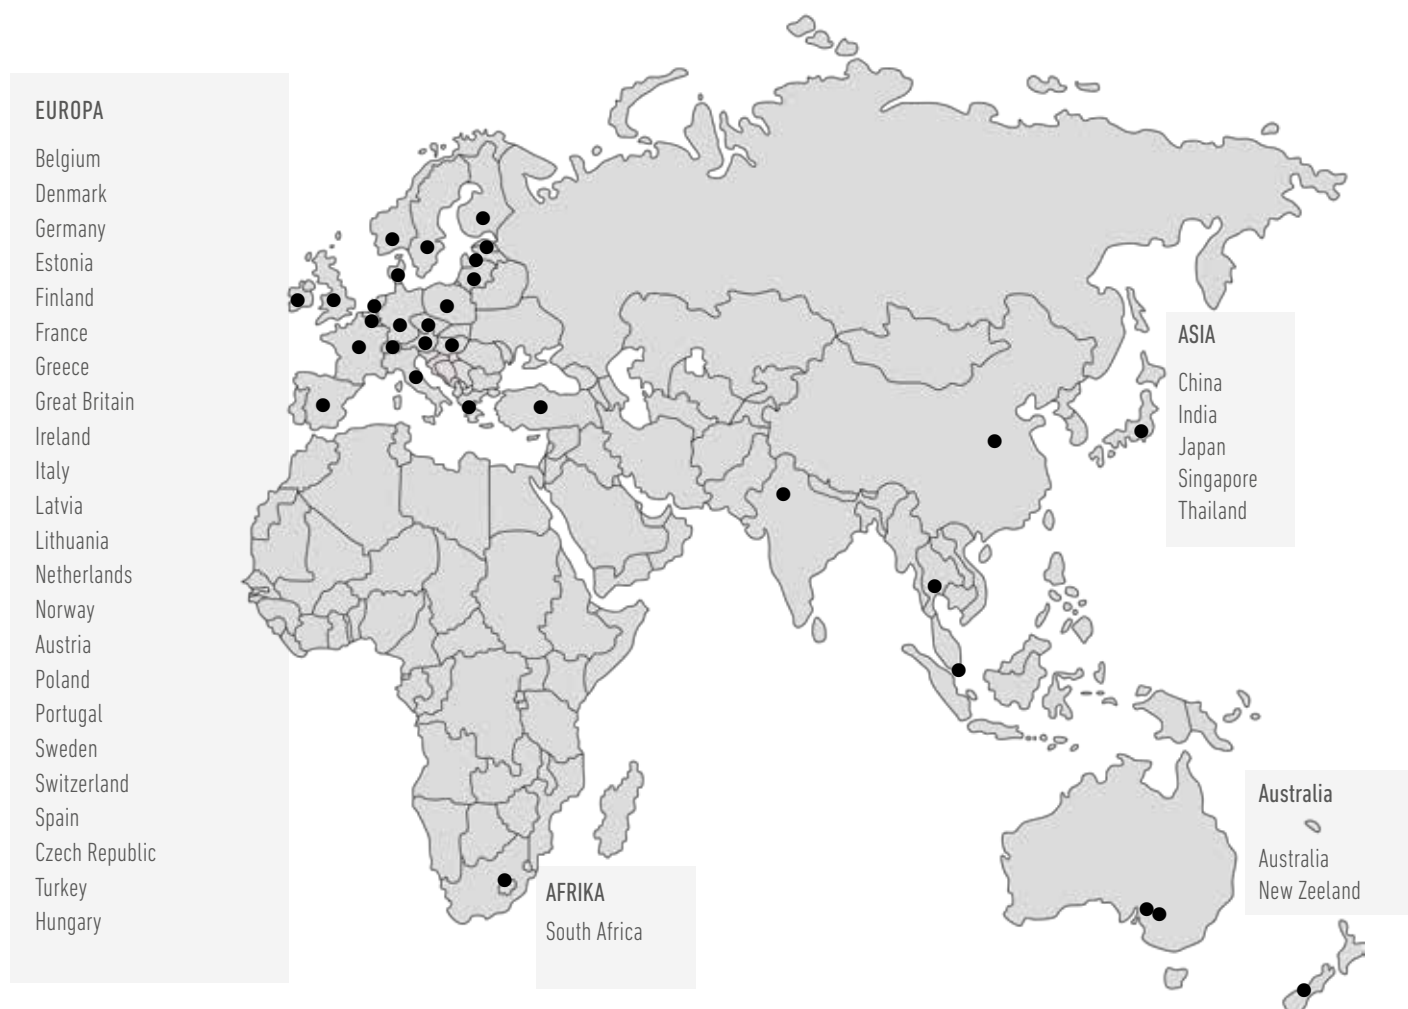 EUROPA
Belgium
Denmark
Germany
Estonia
Finland
France
Greece
Great Britain
Ireland
Italy
Latvia
Lithuania
Netherlands
Norway
Austria
Poland
Portugal
Sweden
Switzerland
Spain
Czech Republic
Turkey
Hungary
AFRIKA
South Africa
ASIA
China
India
Japan
Singapore
Thailand
Australia
Australia
New Zeeland